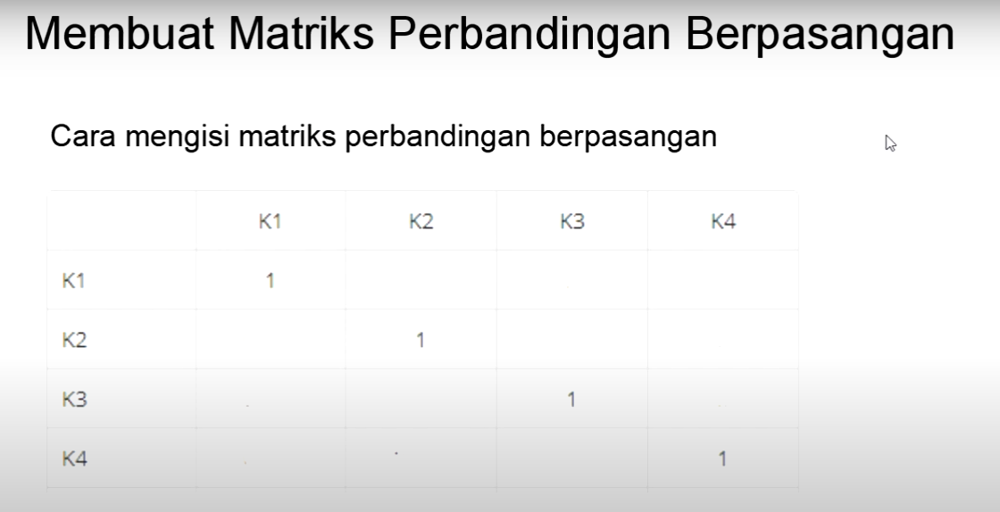 Membuat Matriks Perbandingan Berpasangan
Cara mengisi matriks perbandingan berpasangan
K1 K2 K3 K4
K1 1
K2 1
K3 1
K4 1